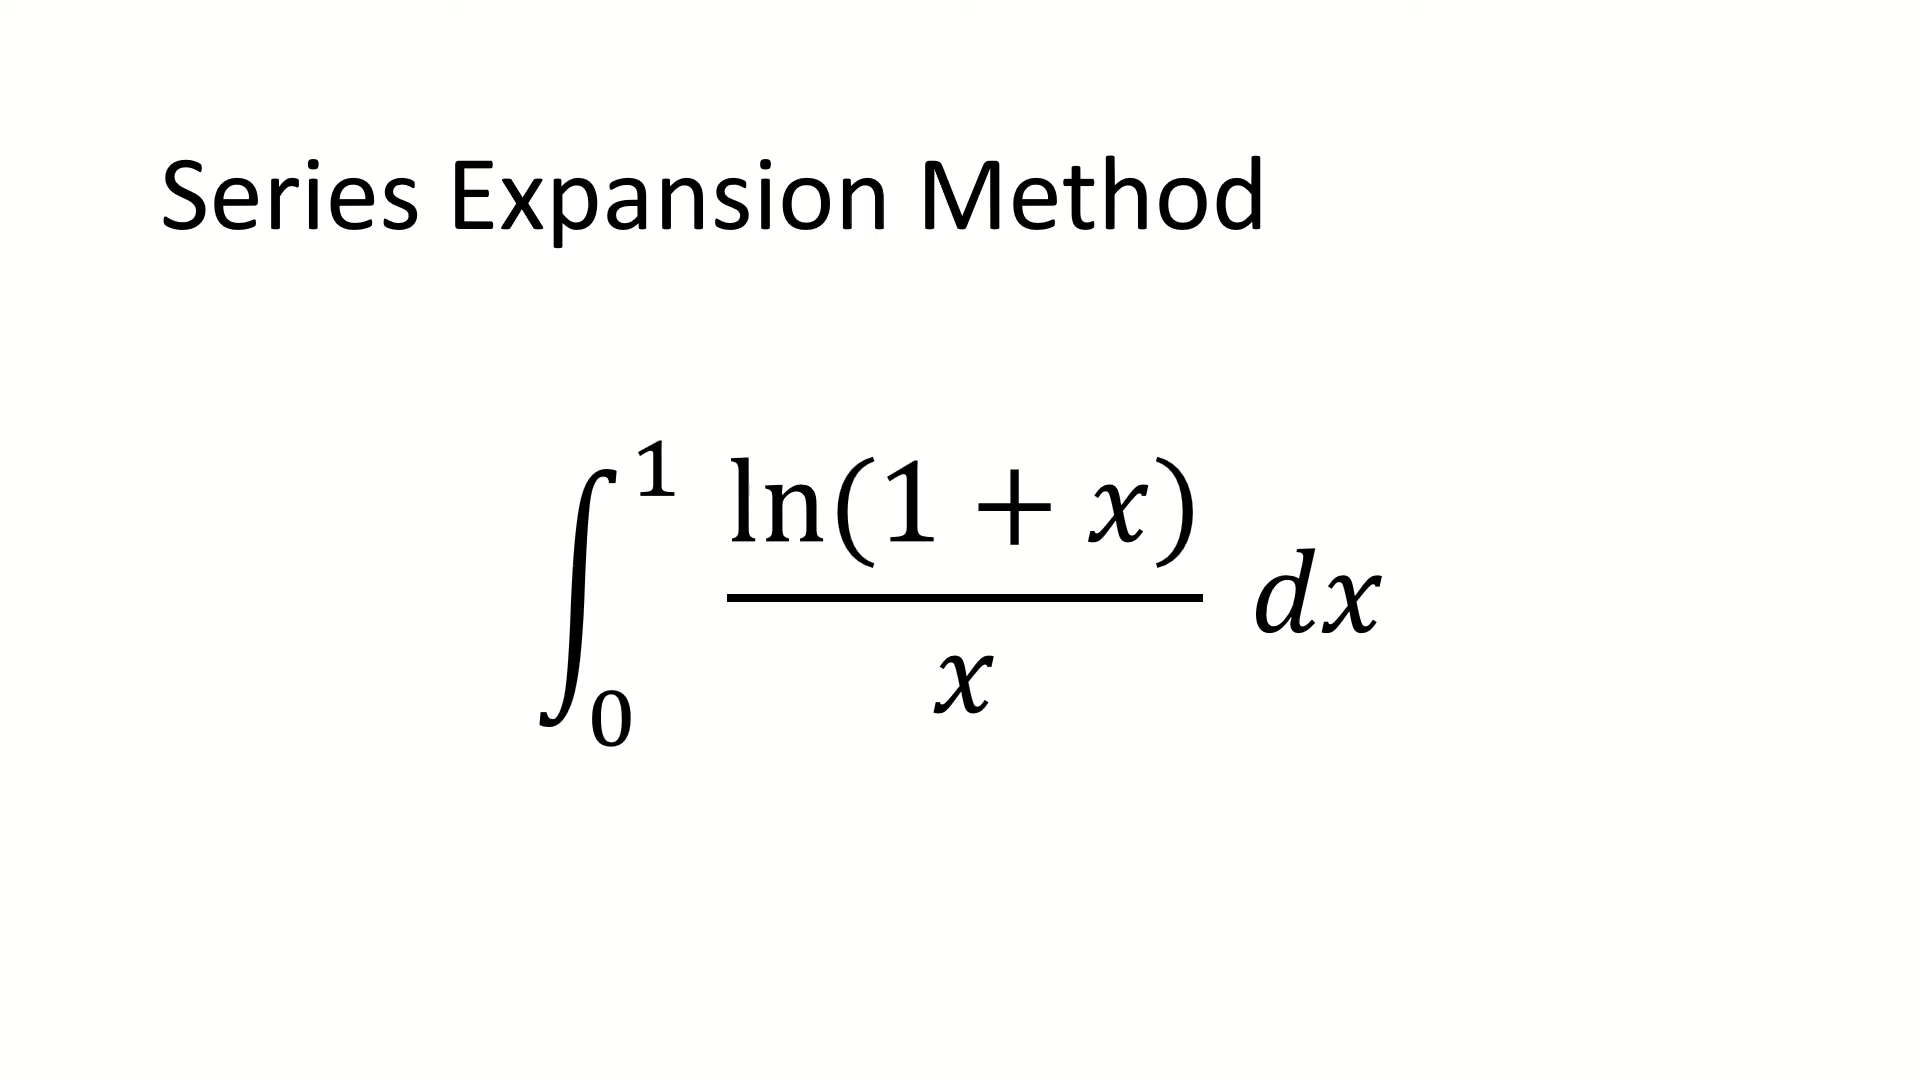 Series Expansion Method
∫₀¹ ln(1 + x)/x dx